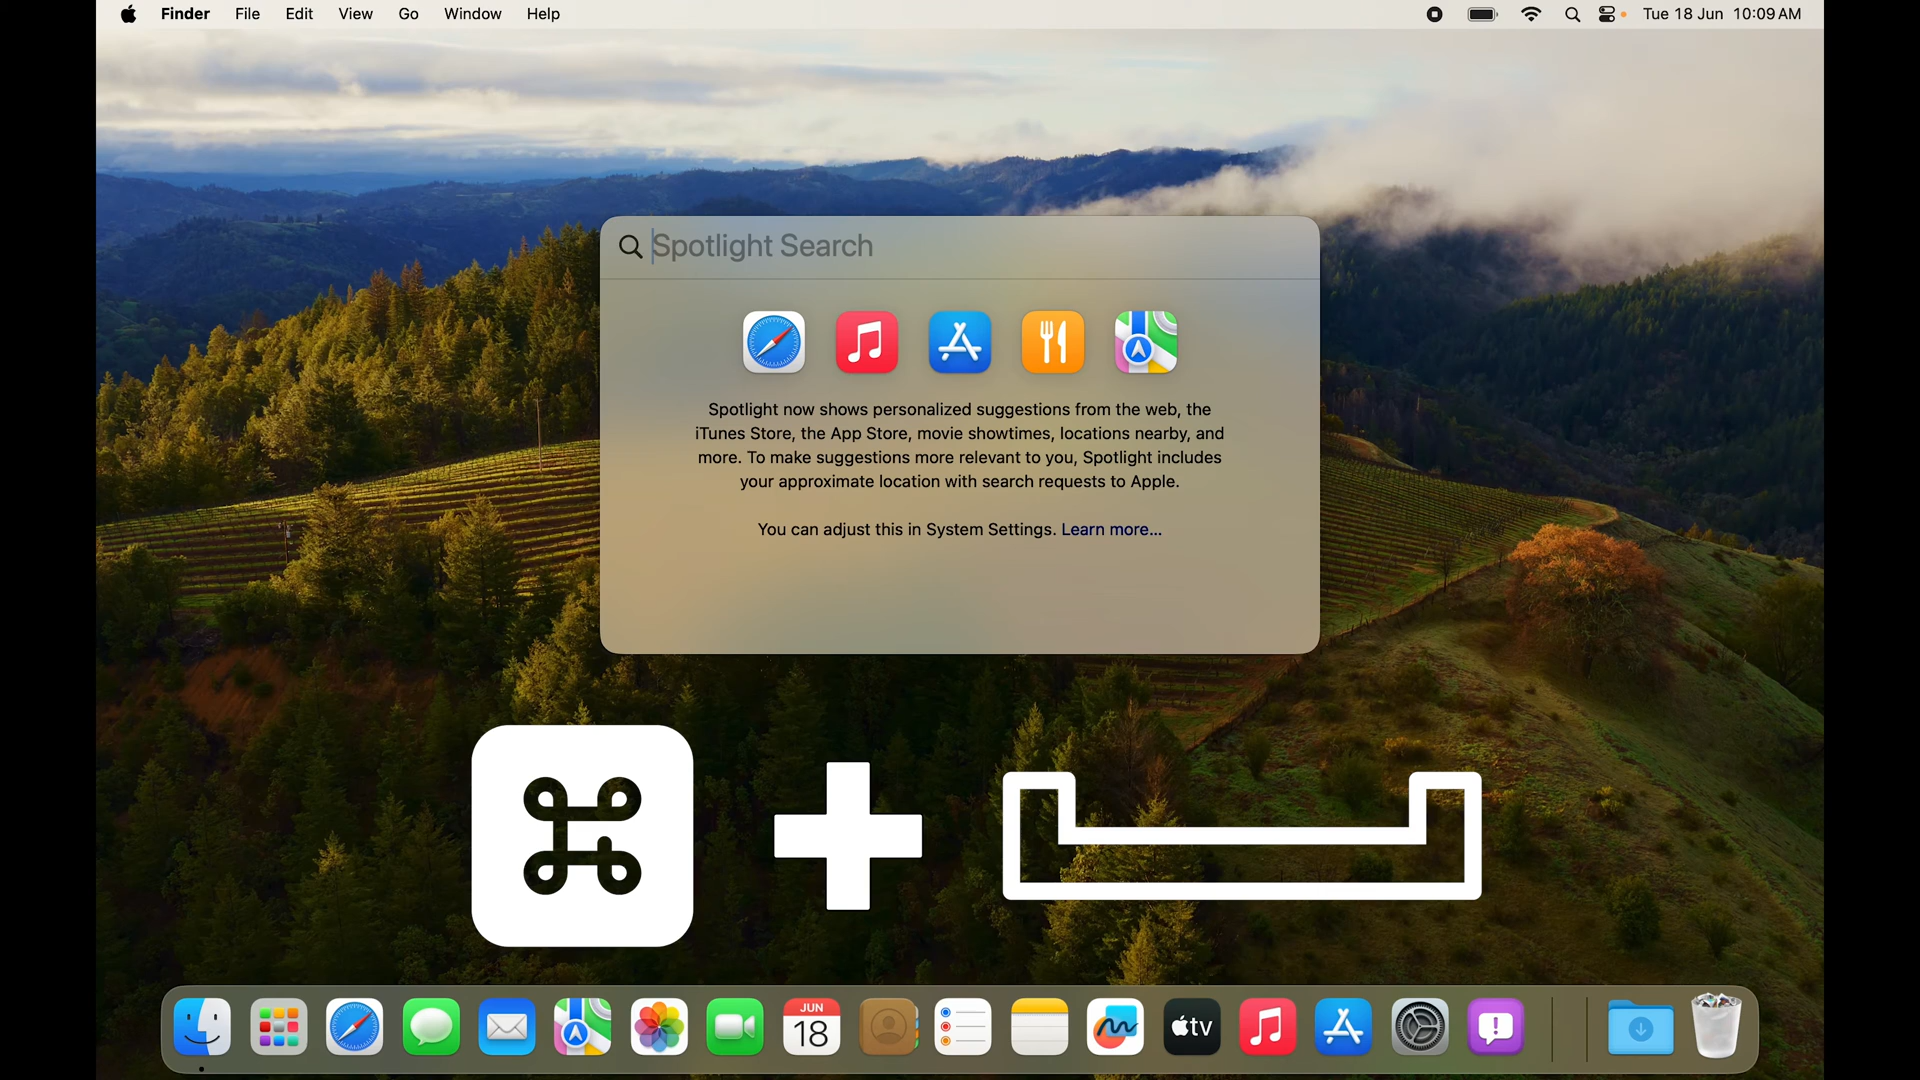 Finder File Edit View Go Window Help Tue 18 Jun 10:09 AM
Spotlight Search
Spotlight now shows personalized suggestions from the web, the
iTunes Store, the App Store, movie showtimes, locations nearby, and
more. To make suggestions more relevant to you, Spotlight includes
your approximate location with search requests to Apple.
You can adjust this in System Settings. Learn more...
JUN
18
tv